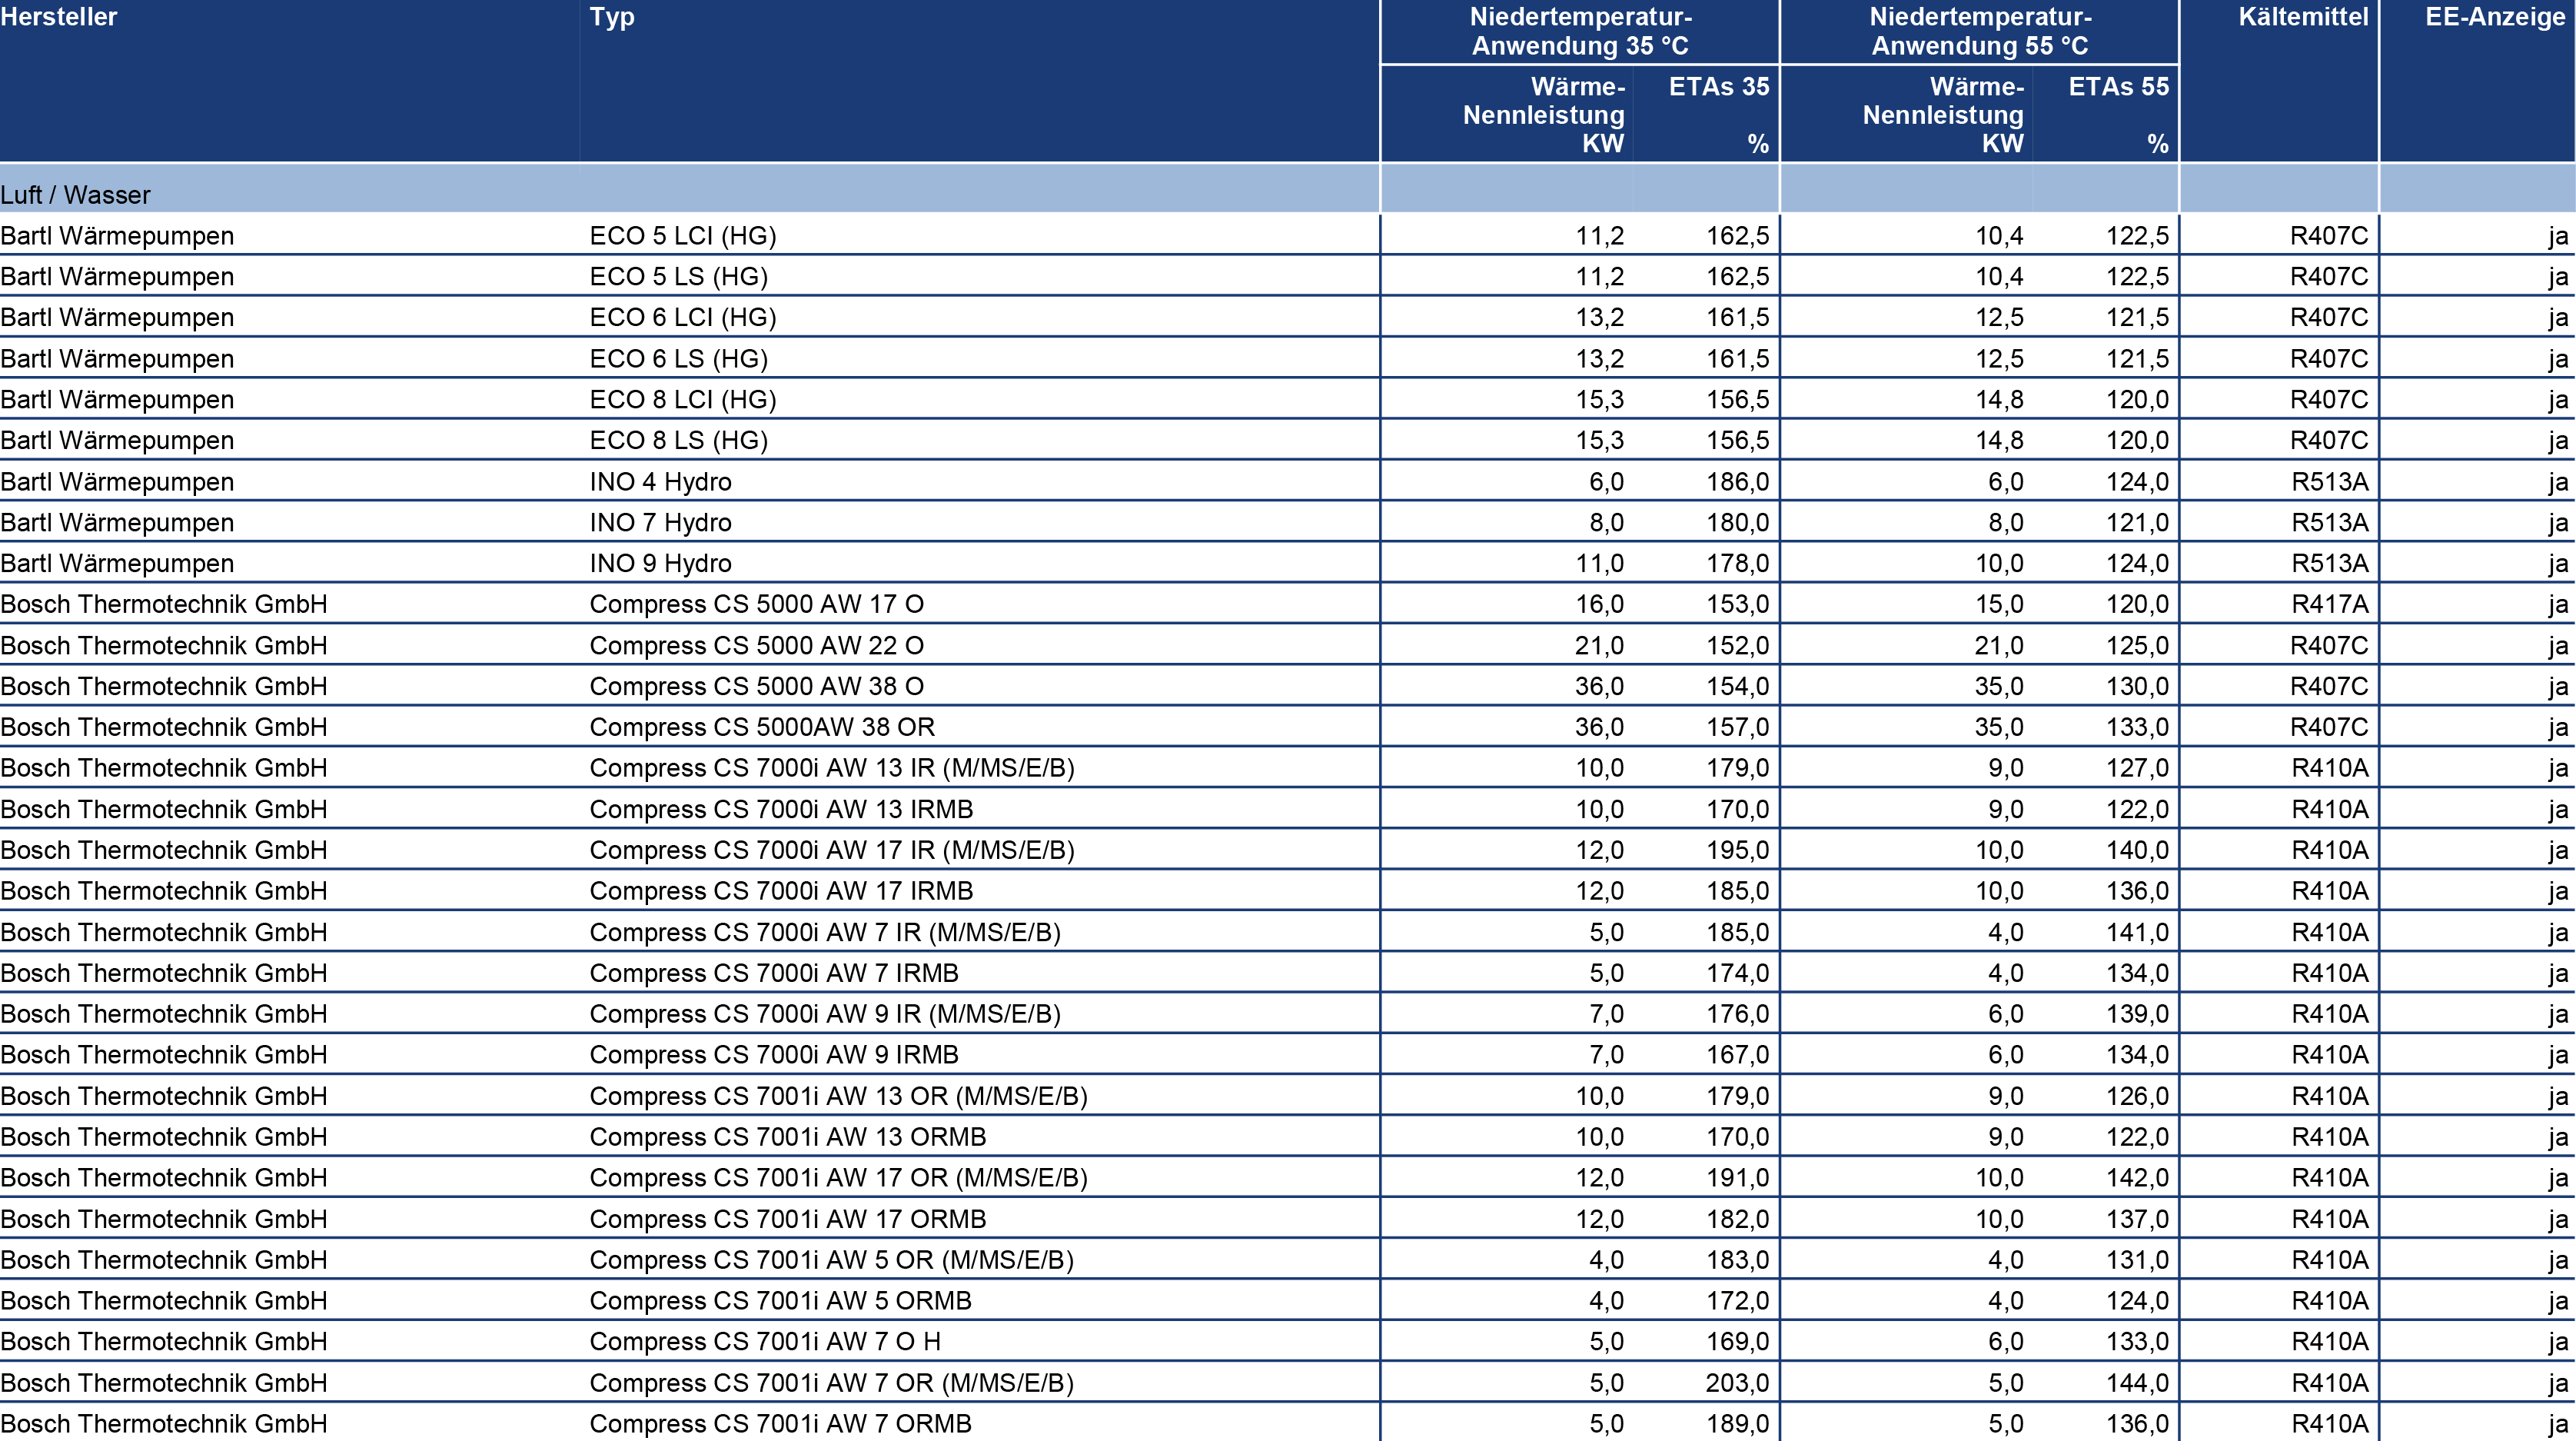 Hersteller Typ Niedertemperatur- Niedertemperatur- Kältemittel EE-Anzeige
Anwendung 35 °C Anwendung 55 °C
Wärme- ETAs 35 Wärme- ETAs 55
Nennleistung Nennleistung
KW % KW %
Luft / Wasser
Bartl Wärmepumpen ECO 5 LCI (HG) 11,2 162,5 10,4 122,5 R407C ja
Bartl Wärmepumpen ECO 5 LS (HG) 11,2 162,5 10,4 122,5 R407C ja
Bartl Wärmepumpen ECO 6 LCI (HG) 13,2 161,5 12,5 121,5 R407C ja
Bartl Wärmepumpen ECO 6 LS (HG) 13,2 161,5 12,5 121,5 R407C ja
Bartl Wärmepumpen ECO 8 LCI (HG) 15,3 156,5 14,8 120,0 R407C ja
Bartl Wärmepumpen ECO 8 LS (HG) 15,3 156,5 14,8 120,0 R407C ja
Bartl Wärmepumpen INO 4 Hydro 6,0 186,0 6,0 124,0 R513A ja
Bartl Wärmepumpen INO 7 Hydro 8,0 180,0 8,0 121,0 R513A ja
Bartl Wärmepumpen INO 9 Hydro 11,0 178,0 10,0 124,0 R513A ja
Bosch Thermotechnik GmbH Compress CS 5000 AW 17 O 16,0 153,0 15,0 120,0 R417A ja
Bosch Thermotechnik GmbH Compress CS 5000 AW 22 O 21,0 152,0 21,0 125,0 R407C ja
Bosch Thermotechnik GmbH Compress CS 5000 AW 38 O 36,0 154,0 35,0 130,0 R407C ja
Bosch Thermotechnik GmbH Compress CS 5000AW 38 OR 36,0 157,0 35,0 133,0 R407C ja
Bosch Thermotechnik GmbH Compress CS 7000i AW 13 IR (M/MS/E/B) 10,0 179,0 9,0 127,0 R410A ja
Bosch Thermotechnik GmbH Compress CS 7000i AW 13 IRMB 10,0 170,0 9,0 122,0 R410A ja
Bosch Thermotechnik GmbH Compress CS 7000i AW 17 IR (M/MS/E/B) 12,0 195,0 10,0 140,0 R410A ja
Bosch Thermotechnik GmbH Compress CS 7000i AW 17 IRMB 12,0 185,0 10,0 136,0 R410A ja
Bosch Thermotechnik GmbH Compress CS 7000i AW 7 IR (M/MS/E/B) 5,0 185,0 4,0 141,0 R410A ja
Bosch Thermotechnik GmbH Compress CS 7000i AW 7 IRMB 5,0 174,0 4,0 134,0 R410A ja
Bosch Thermotechnik GmbH Compress CS 7000i AW 9 IR (M/MS/E/B) 7,0 176,0 6,0 139,0 R410A ja
Bosch Thermotechnik GmbH Compress CS 7000i AW 9 IRMB 7,0 167,0 6,0 134,0 R410A ja
Bosch Thermotechnik GmbH Compress CS 7001i AW 13 OR (M/MS/E/B) 10,0 179,0 9,0 126,0 R410A ja
Bosch Thermotechnik GmbH Compress CS 7001i AW 13 ORMB 10,0 170,0 9,0 122,0 R410A ja
Bosch Thermotechnik GmbH Compress CS 7001i AW 17 OR (M/MS/E/B) 12,0 191,0 10,0 142,0 R410A ja
Bosch Thermotechnik GmbH Compress CS 7001i AW 17 ORMB 12,0 182,0 10,0 137,0 R410A ja
Bosch Thermotechnik GmbH Compress CS 7001i AW 5 OR (M/MS/E/B) 4,0 183,0 4,0 131,0 R410A ja
Bosch Thermotechnik GmbH Compress CS 7001i AW 5 ORMB 4,0 172,0 4,0 124,0 R410A ja
Bosch Thermotechnik GmbH Compress CS 7001i AW 7 O H 5,0 169,0 6,0 133,0 R410A ja
Bosch Thermotechnik GmbH Compress CS 7001i AW 7 OR (M/MS/E/B) 5,0 203,0 5,0 144,0 R410A ja
Bosch Thermotechnik GmbH Compress CS 7001i AW 7 ORMB 5,0 189,0 5,0 136,0 R410A ja